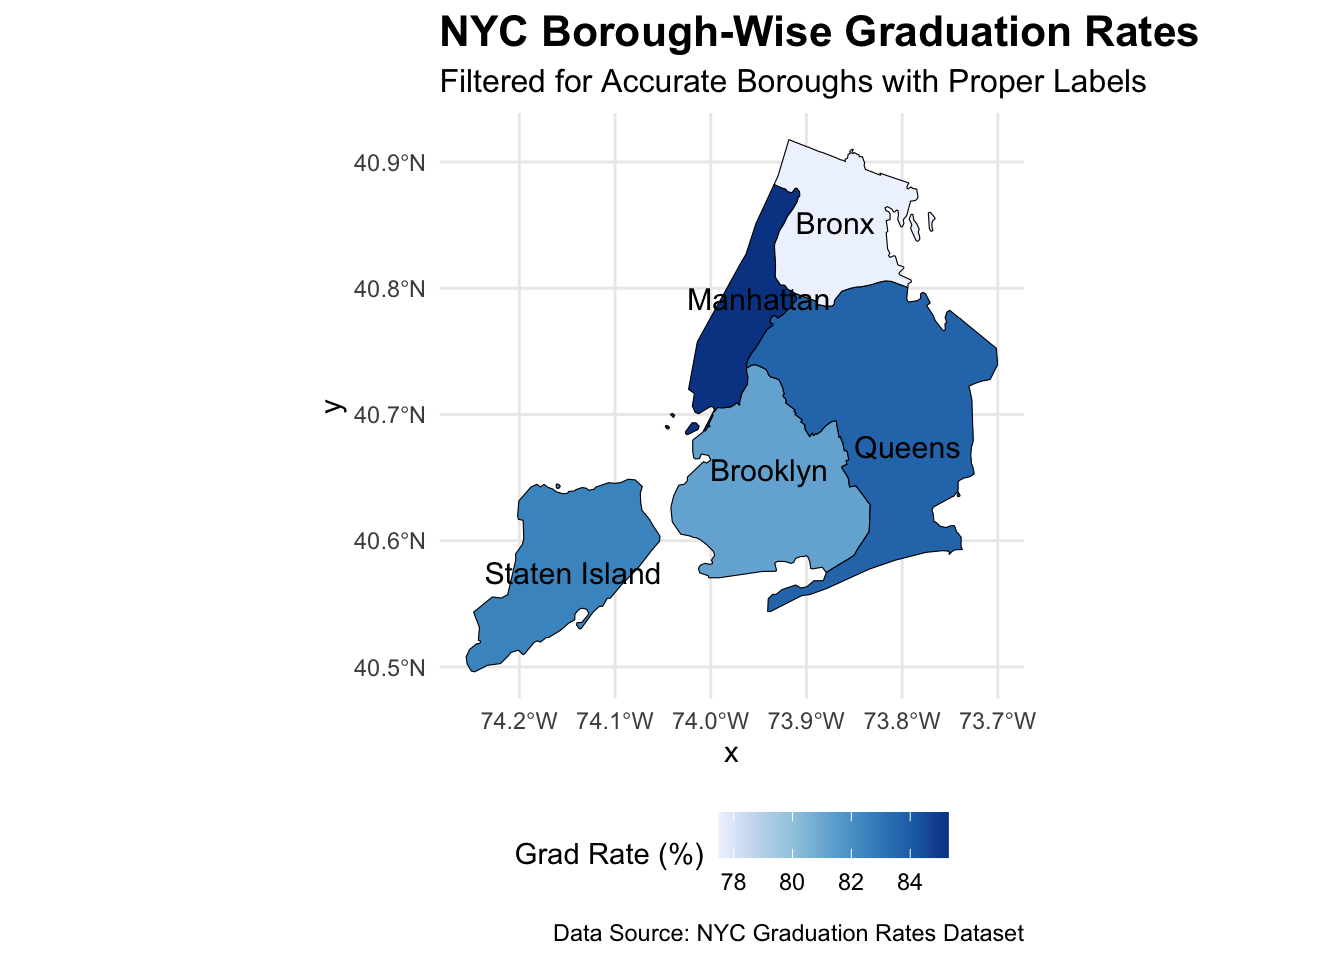 NYC Borough-Wise Graduation Rates
Filtered for Accurate Boroughs with Proper Labels
40.9°N
40.8°N
40.7°N
40.6°N
40.5°N
y
Bronx
Manhattan
Queens
Brooklyn
Staten Island
74.2°W 74.1°W 74.0°W 73.9°W 73.8°W 73.7°W
x
Grad Rate (%)
78 80 82 84
Data Source: NYC Graduation Rates Dataset